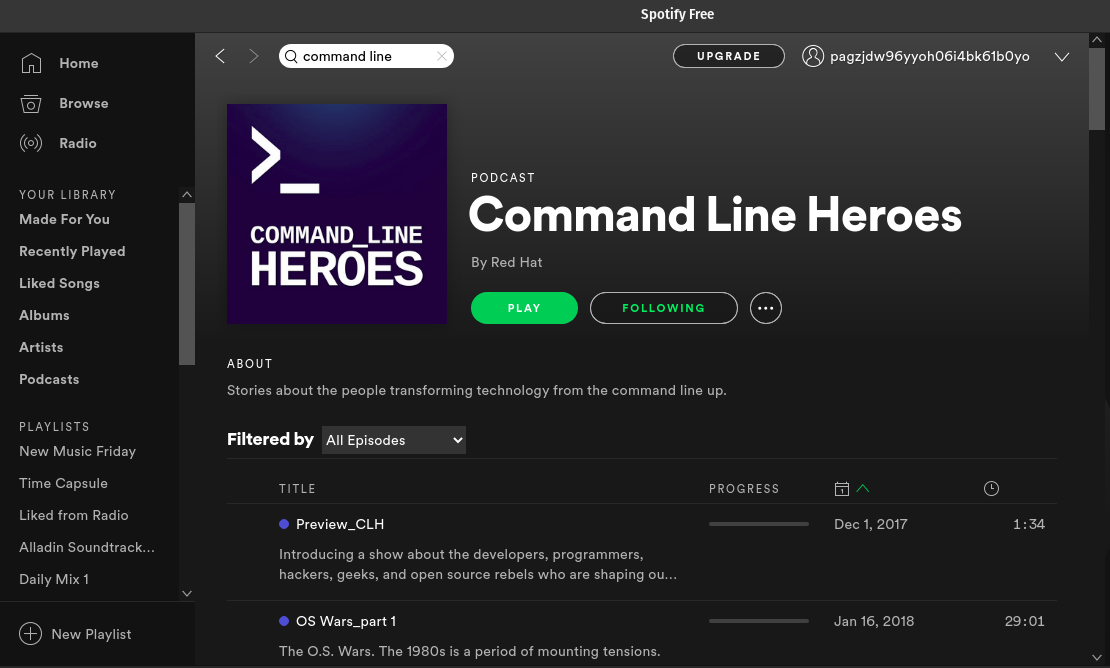 Spotify Free
Home
Browse
Radio
YOUR LIBRARY
Made For You
Recently Played
Liked Songs
Albums
Artists
Podcasts
PLAYLISTS
New Music Friday
Time Capsule
Liked from Radio
Alladin Soundtrack...
Daily Mix 1
New Playlist
command line
UPGRADE
pagzjdw96yyoh06i4bk61b0yo
>_
COMMAND_LINE
HEROES
PODCAST
Command Line Heroes
By Red Hat
PLAY
FOLLOWING
ABOUT
Stories about the people transforming technology from the command line up.
Filtered by All Episodes
TITLE PROGRESS
Preview_CLH Dec 1, 2017 1:34
Introducing a show about the developers, programmers,
hackers, geeks, and open source rebels who are shaping ou...
OS Wars_part 1 Jan 16, 2018 29:01
The O.S. Wars. The 1980s is a period of mounting tensions.